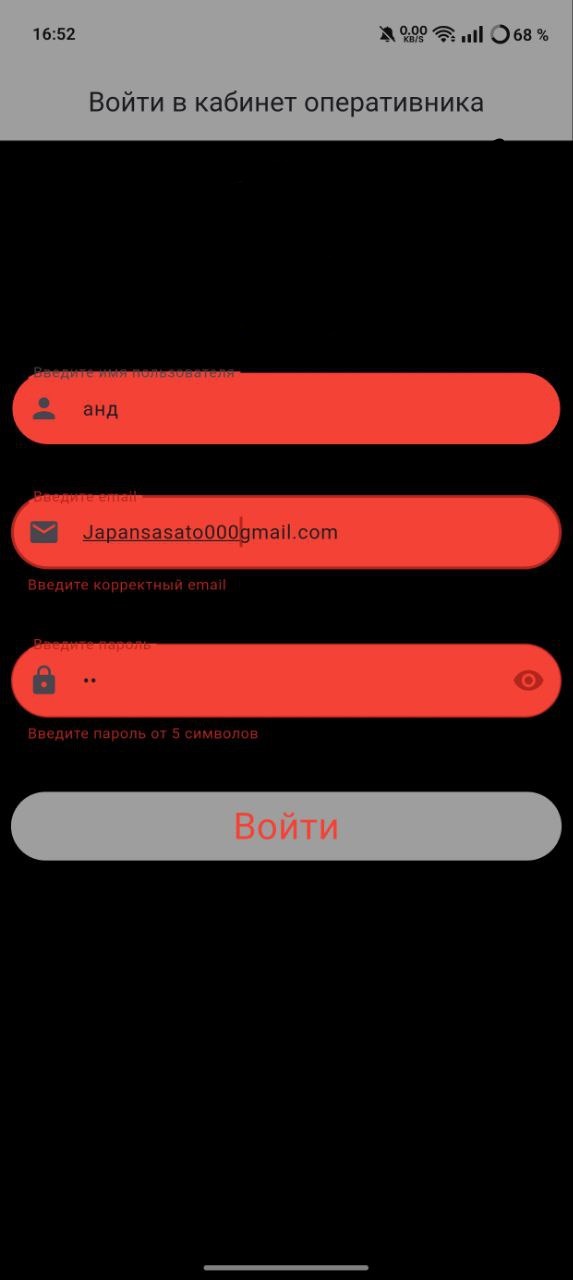 16:52
0.00
KB/S
68 %
Войти в кабинет оперативника
Введите имя пользователя
анд
Введите email
Japansasato000gmail.com
Введите корректный email
Введите пароль
••
Введите пароль от 5 символов
Войти